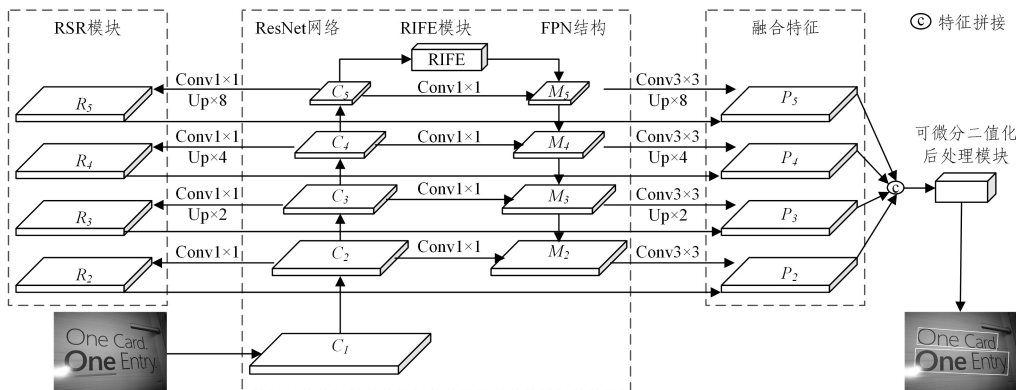 RSR模块
ResNet网络
RIFE模块
FPN结构
融合特征
c 特征拼接
RIFE
R5
Conv1×1
Up×8
C5
Conv1×1
M5
Conv3×3
Up×8
P5
R4
Conv1×1
Up×4
C4
Conv1×1
M4
Conv3×3
Up×4
P4
可微分二值化
后处理模块
R3
Conv1×1
Up×2
C3
Conv1×1
M3
Conv3×3
Up×2
P3
c
R2
Conv1×1
C2
Conv1×1
M2
Conv3×3
P2
C1
One Card.
One Entry.
One Card
One Entry.